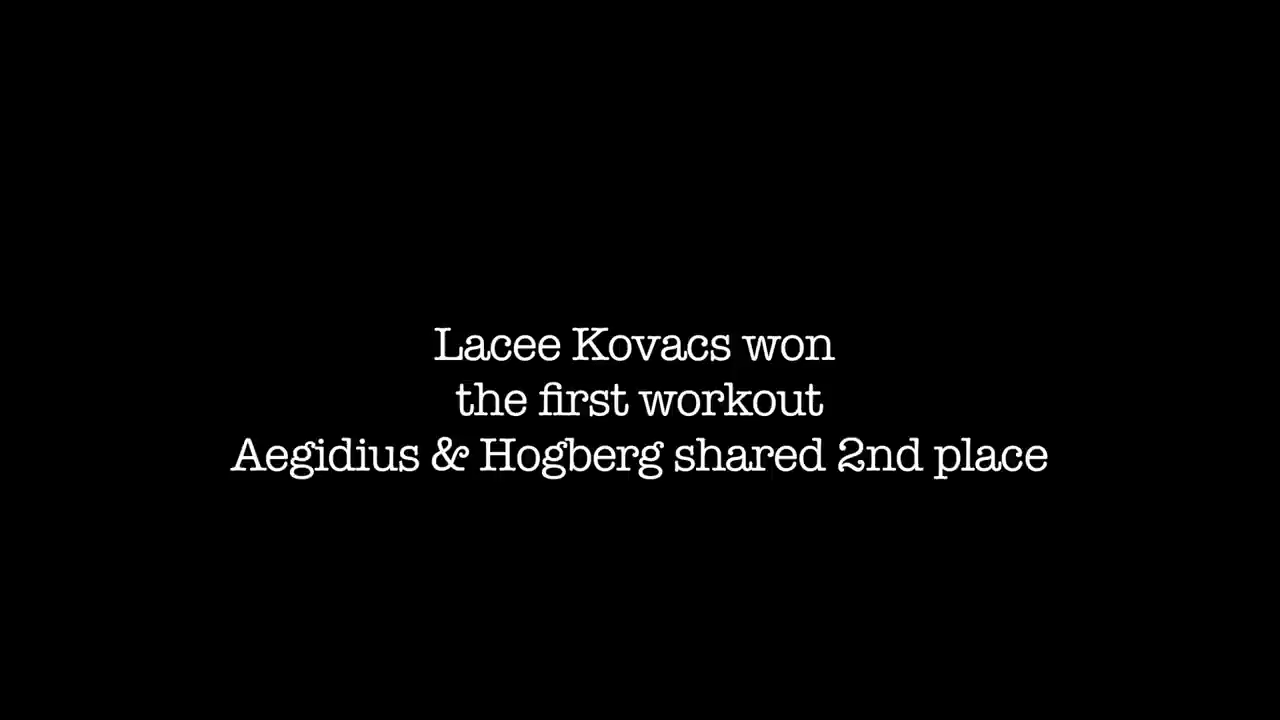 Lacee Kovacs won
the first workout
Aegidius & Hogberg shared 2nd place